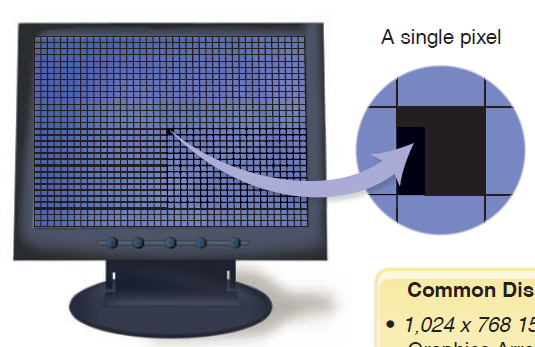 A single pixel
Common Dis
• 1,024 x 768 15